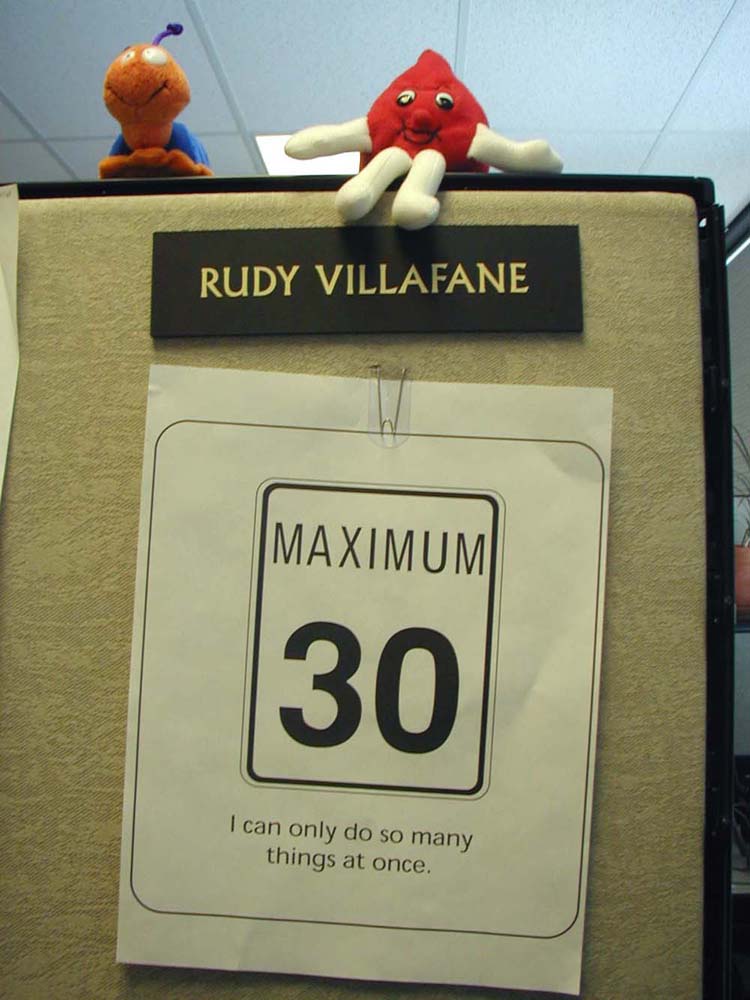 RUDY VILLAFANE
MAXIMUM
30
I can only do so many
things at once.